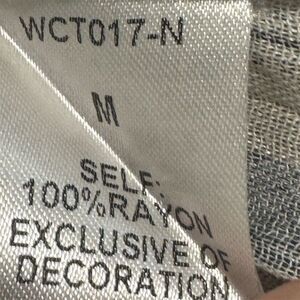 WCT017-N
M
SELF:
100%RAYON
EXCLUSIVE OF
DECORATION